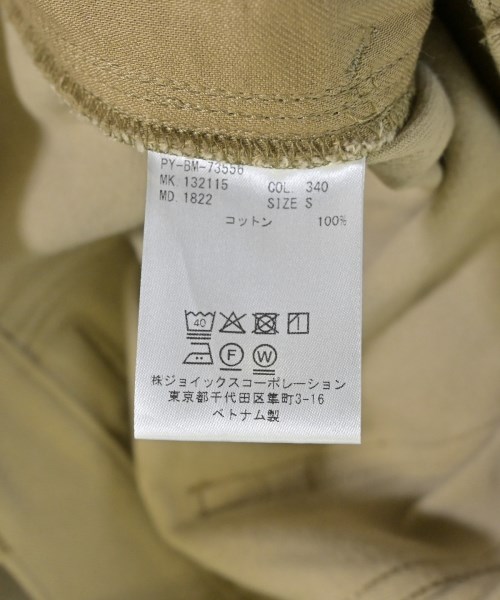 PY-BM-73556
MK. 132115 COL. 340
MD. 1822 SIZE S
コットン 100%
40
F W
株ジョイックスコーポレーション
東京都千代田区隼町3-16
ベトナム製